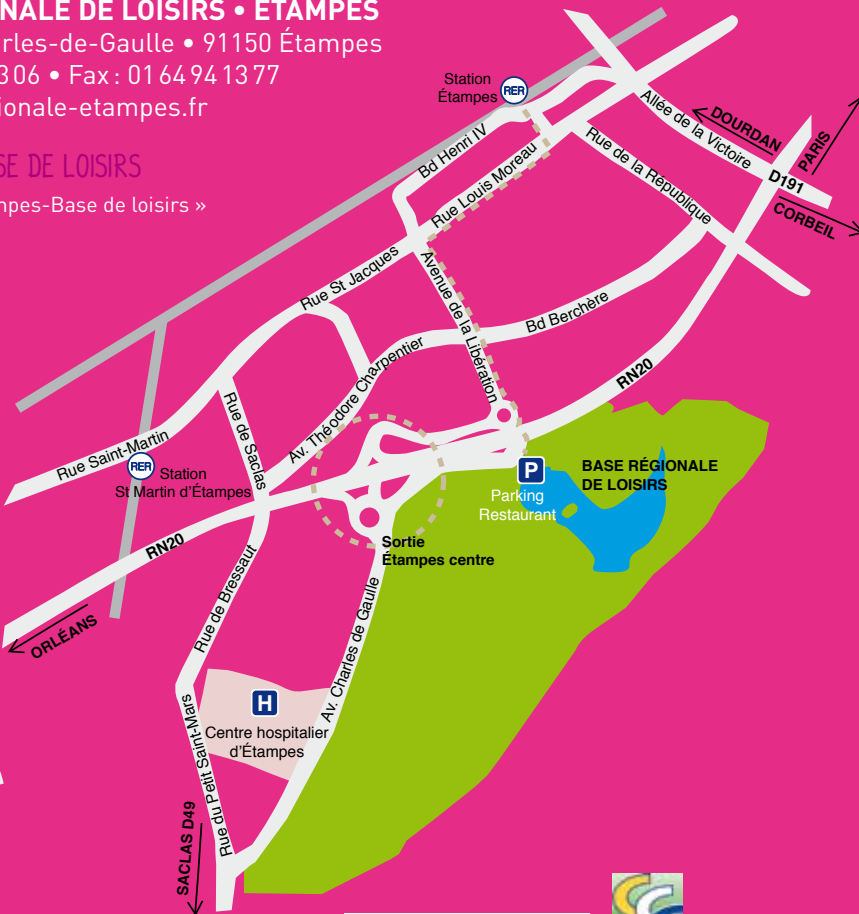 NALE DE LOISIRS • ÉTAMPES
rles-de-Gaulle • 91150 Étampes
306 • Fax : 01 64 94 13 77
ionale-etampes.fr
SE DE LOISIRS
mpes-Base de loisirs »
Station
Étampes
RER
Bd Henri IV
Rue Louis Moreau
Allée de la Victoire
Rue de la République
DOURDAN
PARIS
D191
CORBEIL
Rue St Jacques
Avenue de la Libération
Bd Berchère
Av. Théodore Charpentier
RN20
Rue de Saclas
Rue Saint-Martin
RER
Station
St Martin d'Étampes
P
Parking
Restaurant
BASE RÉGIONALE
DE LOISIRS
Sortie
Étampes centre
RN20
ORLÉANS
Rue de Bressaut
Av. Charles de Gaulle
H
Centre hospitalier
d'Étampes
Rue du Petit Saint-Mars
SACLAS D49